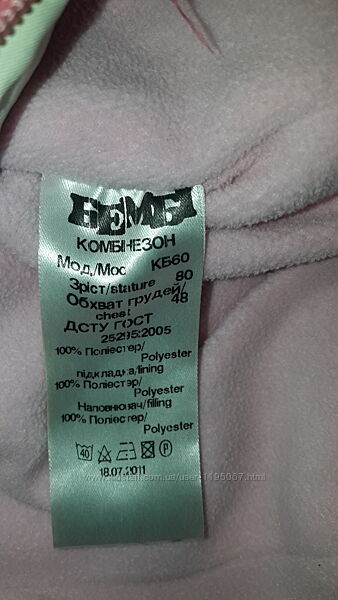 БЕМБІ
КОМБІНЕЗОН
Мод./Мос КБ60
Зріст/stature 80
Обхват грудей/
chest 48
ДСТУ ГОСТ
25295:2005
100% Поліестер/
Polyester
підкладка/lining
100% Поліестер/
Polyester
Наповнювач/filling
100% Поліестер/
Polyester
40 P
18.07.2011